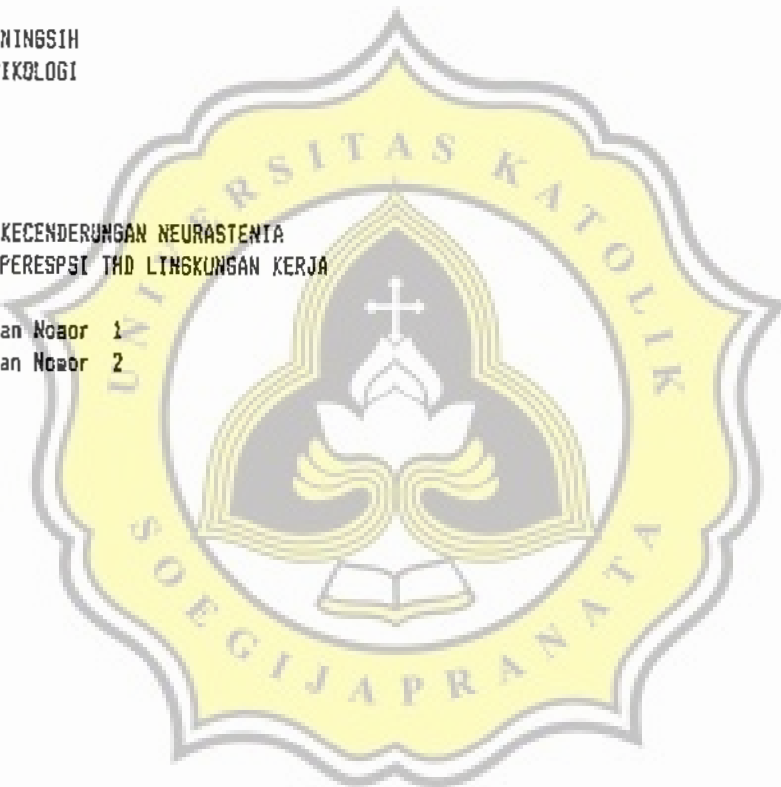 NINGSIH
IKOLOGI
KECENDERUNGAN NEURASTENIA
PERESPSI THD LINGKUNGAN KERJA
an Nomor 1
an Nomor 2
UNIVERSITAS KATOLIK
SOEGIJAPRANATA